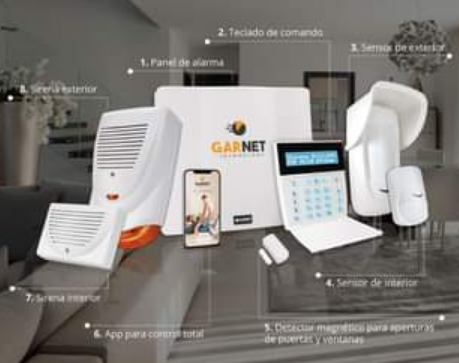 2. Teclado de comando
1. Panel de alarma
3. Sensor de exterior
8. Sirena exterior
GARNET
TECHNOLOGY
4. Sensor de interior
7. Sirena interior
6. App para control total
5. Detector magnético para aperturas
de puertas y ventanas